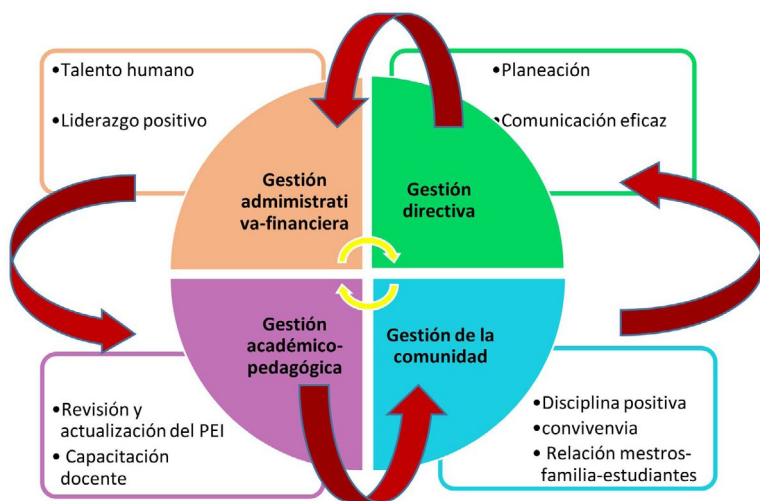 •Talento humano
•Liderazgo positivo
•Planeación
•Comunicación eficaz
Gestión
admimistrati
va-financiera
Gestión
directiva
Gestión
académico-
pedagógica
Gestión de la
comunidad
•Revisión y
actualización del PEI
• Capacitación
docente
•Disciplina positiva
•convivenvia
• Relación mestros-
familia-estudiantes